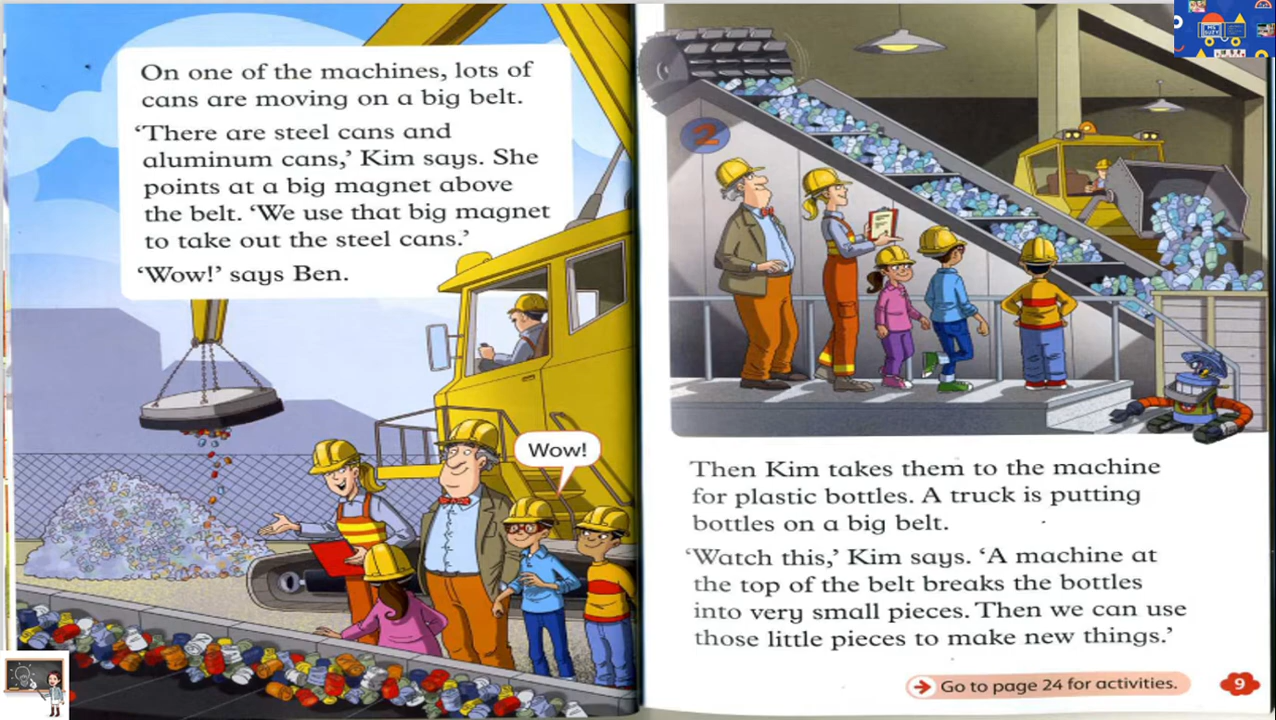 On one of the machines, lots of
cans are moving on a big belt.
‘There are steel cans and
aluminum cans,’ Kim says. She
points at a big magnet above
the belt. ‘We use that big magnet
to take out the steel cans.’
‘Wow!’ says Ben.
Wow!
2
Then Kim takes them to the machine
for plastic bottles. A truck is putting
bottles on a big belt.
‘Watch this,’ Kim says. ‘A machine at
the top of the belt breaks the bottles
into very small pieces. Then we can use
those little pieces to make new things.’
Go to page 24 for activities.
9